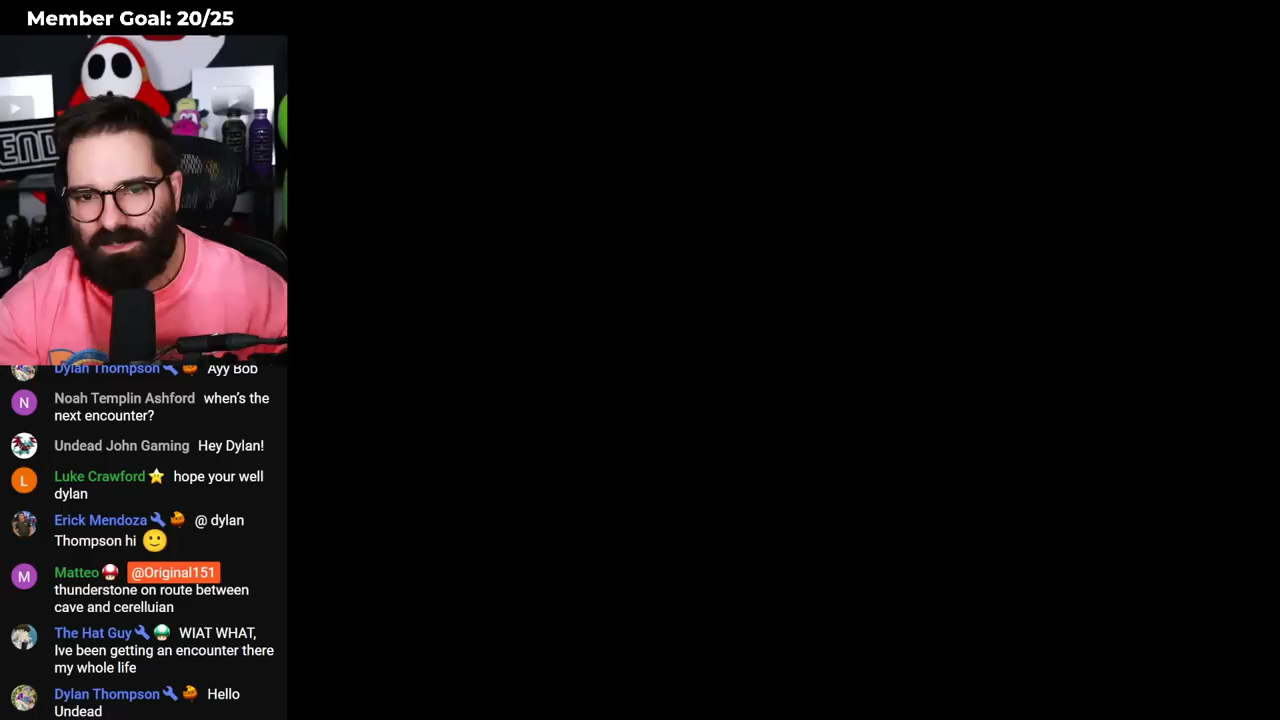 Member Goal: 20/25
END
Dylan Thompson Ayy Bob
N Noah Templin Ashford when's the
next encounter?
Undead John Gaming Hey Dylan!
L Luke Crawford hope your well
dylan
Erick Mendoza @ dylan
Thompson hi
M Matteo @Original151
thunderstone on route between
cave and cerelluian
The Hat Guy WIAT WHAT,
Ive been getting an encounter there
my whole life
Dylan Thompson Hello
Undead